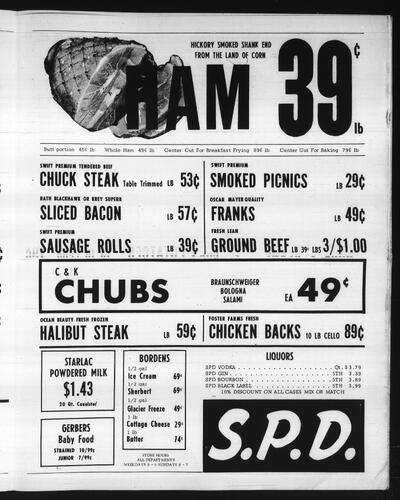 HICKORY SMOKED SHANK END
FROM THE LAND OF CORN
HAM 39¢ lb
Butt portion 45¢ lb Whole Ham 49¢ lb Center Cut For Breakfast Frying 89¢ lb Center Cut For Baking 79¢ lb
SWIFT PREMIUM TENDERED BEEF
CHUCK STEAK Table Trimmed LB 53¢
RATH BLACKHAWK OR KREY SUPERB
SLICED BACON LB 57¢
SWIFT PREMIUM
SAUSAGE ROLLS LB 39¢
SWIFT PREMIUM
SMOKED PICNICS LB 29¢
OSCAR MAYER QUALITY
FRANKS LB 49¢
FRESH LEAN
GROUND BEEF LB 39¢ LBS 3/$1.00
C & K
CHUBS
BRAUNSCHWEIGER
BOLOGNA
SALAMI
EA 49¢
OCEAN BEAUTY FRESH FROZEN
HALIBUT STEAK LB 59¢
FOSTER FARMS FRESH
CHICKEN BACKS 10 LB CELLO 89¢
STARLAC
POWDERED MILK
$1.43
20 Qt. Canister
GERBERS
Baby Food
STRAINED 10/99¢
JUNIOR 7/99¢
BORDENS
1/2 gal
Ice Cream 69¢
1/2 gal
Sherbert 69¢
1/2 gal
Glacier Freeze 49¢
1 lb
Cottage Cheese 29¢
1 lb
Butter 74¢
STORE HOURS
ALL DEPARTMENTS
WEEKDAYS 8 - 9 SUNDAYS 8 - 7
LIQUORS
SPD VODKA Qt. $3.79
SPD GIN 5TH 3.39
SPD BOURBON 5TH 3.89
SPD BLACK LABEL 5TH 5.99
10% DISCOUNT ON ALL CASES MIX OR MATCH
S.P.D.